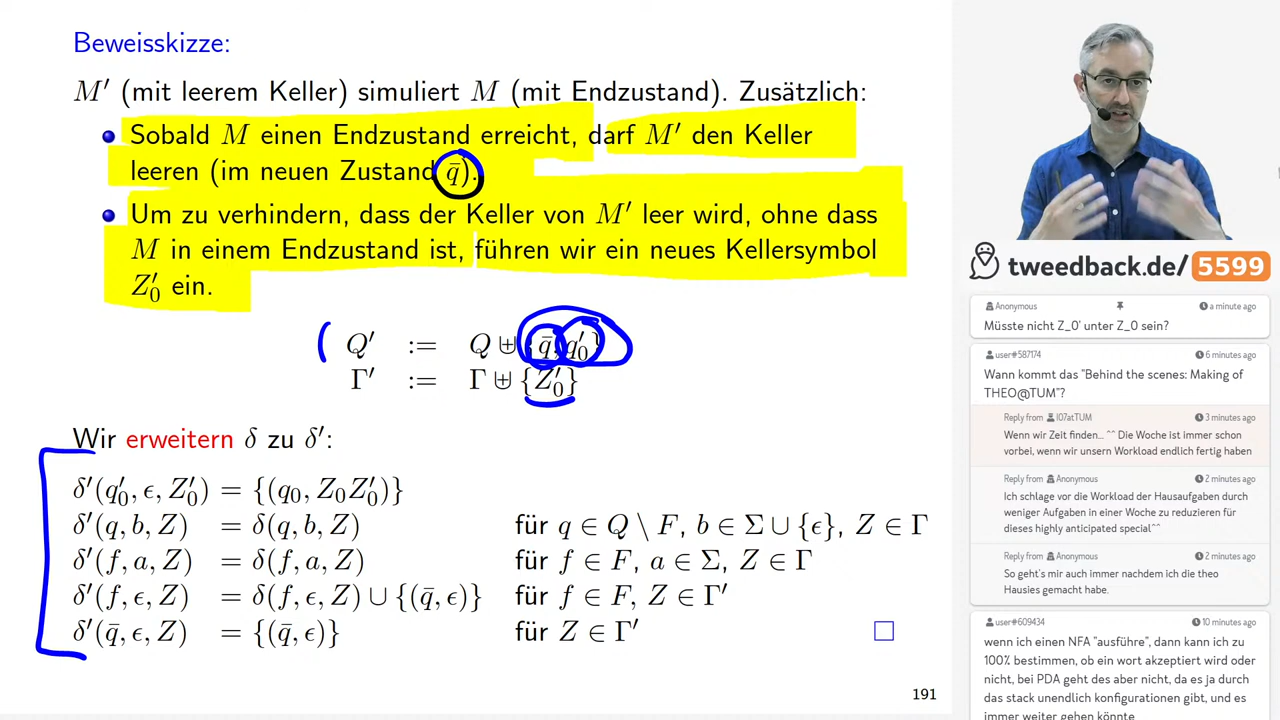 Beweisskizze:
M′ (mit leerem Keller) simuliert M (mit Endzustand). Zusätzlich:
Sobald M einen Endzustand erreicht, darf M′ den Keller
leeren (im neuen Zustand q̄).
Um zu verhindern, dass der Keller von M′ leer wird, ohne dass
M in einem Endzustand ist, führen wir ein neues Kellersymbol
Z₀′ ein.
Q′ := Q ⊎ {q̄, q₀′}
Γ′ := Γ ⊎ {Z₀′}
Wir erweitern δ zu δ′:
δ′(q₀′, ϵ, Z₀′) = {(q₀, Z₀Z₀′)}
δ′(q, b, Z) = δ(q, b, Z) für q ∈ Q \ F, b ∈ Σ ∪ {ϵ}, Z ∈ Γ
δ′(f, a, Z) = δ(f, a, Z) für f ∈ F, a ∈ Σ, Z ∈ Γ
δ′(f, ϵ, Z) = δ(f, ϵ, Z) ∪ {(q̄, ϵ)} für f ∈ F, Z ∈ Γ′
δ′(q̄, ϵ, Z) = {(q̄, ϵ)} für Z ∈ Γ′
191
tweedback.de/ 5599
Anonymous a minute ago
Müsste nicht Z_0' unter Z_0 sein?
user#587174 6 minutes ago
Wann kommt das "Behind the scenes: Making of
THEO@TUM"?
Reply from I07atTUM 3 minutes ago
Wenn wir Zeit finden... ^^ Die Woche ist immer schon
vorbei, wenn wir unsern Workload endlich fertig haben
Reply from Anonymous 2 minutes ago
Ich schlage vor die Workload der Hausaufgaben durch
weniger Aufgaben in einer Woche zu reduzieren für
dieses highly anticipated special^^
Reply from Anonymous 2 minutes ago
So geht's mir auch immer nachdem ich die theo
Hausies gemacht habe.
user#609434 10 minutes ago
wenn ich einen NFA "ausführe", dann kann ich zu
100% bestimmen, ob ein wort akzeptiert wird oder
nicht, bei PDA geht des aber nicht, da es ja durch
das stack unendlich konfigurationen gibt, und es
immer weiter gehen könnte